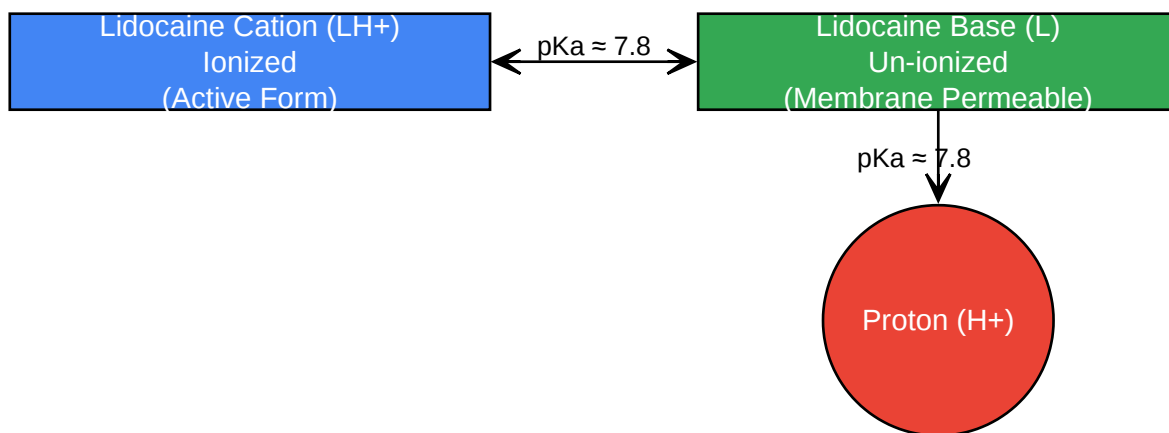 Lidocaine Cation (LH+)
Ionized
(Active Form)
pKa ≈ 7.8
Lidocaine Base (L)
Un-ionized
(Membrane Permeable)
pKa ≈ 7.8
Proton (H+)